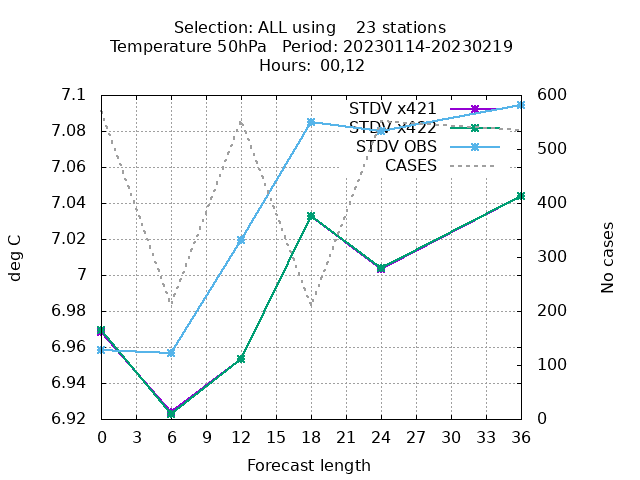 Selection: ALL using    23 stations
Temperature 50hPa   Period: 20230114-20230219
Hours:  00,12
7.1
7.08
7.06
7.04
7.02
7
6.98
6.96
6.94
6.92
deg C
STDV x421
STDV x422
STDV OBS
CASES
600
500
400
300
200
100
0
No cases
0 3 6 9 12 15 18 21 24 27 30 33 36
Forecast length